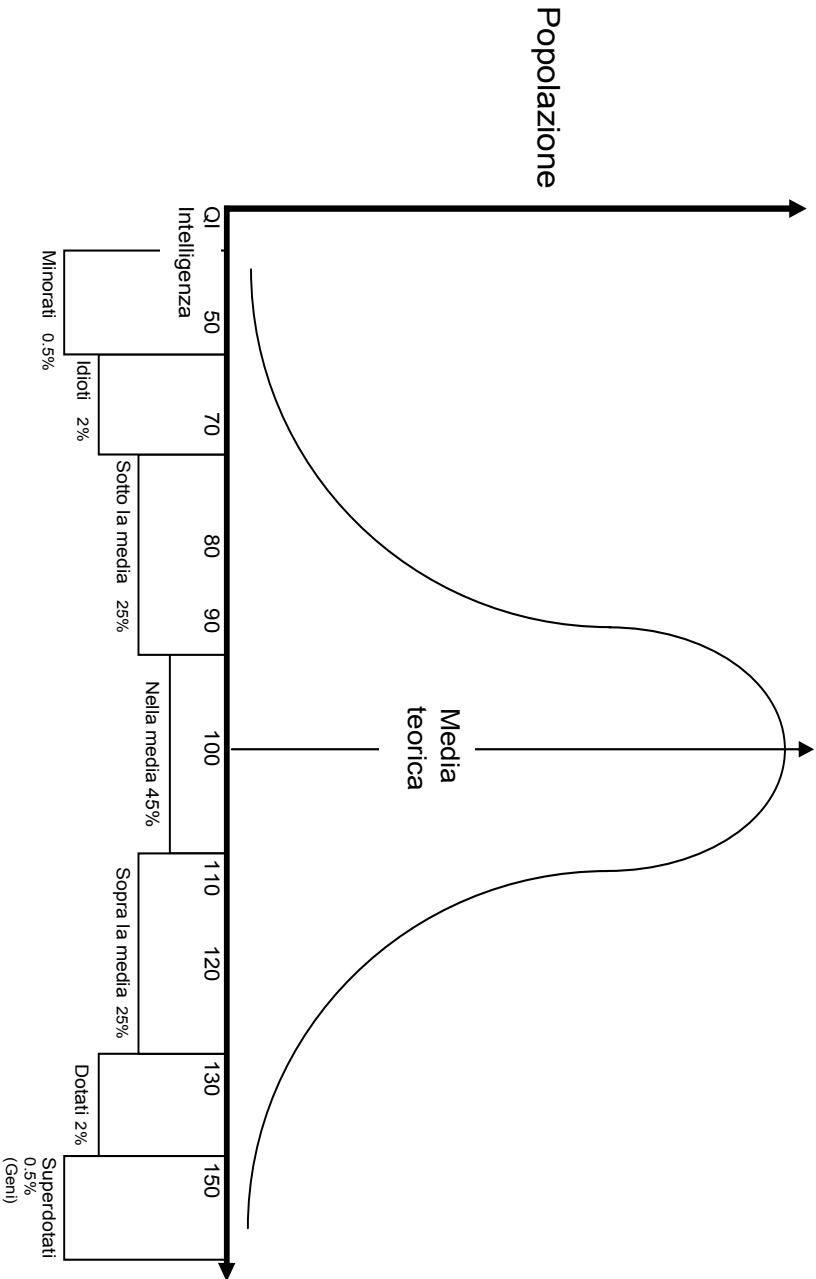 Popolazione
Media
teorica
QI
50
70
80
90
100
110
120
130
150
Intelligenza
Minorati 0.5%
Idioti 2%
Sotto la media 25%
Nella media 45%
Sopra la media 25%
Dotati 2%
Superdotati
0.5%
(Geni)